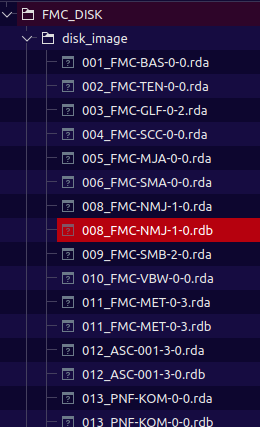 FMC_DISK
disk_image
001_FMC-BAS-0-0.rda
002_FMC-TEN-0-0.rda
003_FMC-GLF-0-2.rda
004_FMC-SCC-0-0.rda
005_FMC-MJA-0-0.rda
006_FMC-SMA-0-0.rda
008_FMC-NMJ-1-0.rda
008_FMC-NMJ-1-0.rdb
009_FMC-SMB-2-0.rda
010_FMC-VBW-0-0.rda
011_FMC-MET-0-3.rda
011_FMC-MET-0-3.rdb
012_ASC-001-3-0.rda
012_ASC-001-3-0.rdb
013_PNF-KOM-0-0.rda
013_PNF-KOM-0-0.rdb